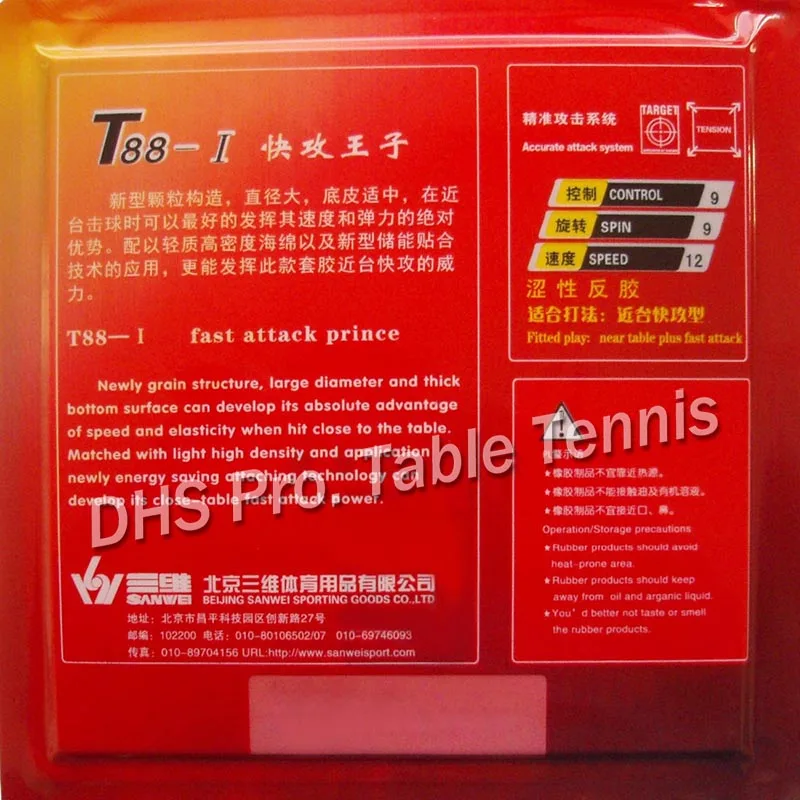 T88-I 快攻王子
新型颗粒构造，直径大，底皮适中，在近
台击球时可以最好的发挥其速度和弹力的绝对
优势。配以轻质高密度海绵以及新型储能贴合
技术的应用，更能发挥此款套胶近台快攻的威
力。
T88-I fast attack prince
Newly grain structure, large diameter and thick
bottom surface can develop its absolute advantage
of speed and elasticity when hit close to the table.
Matched with light high density and application
newly energy saving attaching technology can
develop its close-table fast attack power.
SANWEI 三维 北京三维体育用品有限公司
BEIJING SANWEI SPORTING GOODS CO.,LTD
地址: 北京市昌平科技园区创新路27号
邮编: 102200 电话: 010-80106502/07 010-69746093
传真: 010-89704156 URL:http://www.sanweisport.com
精准攻击系统
Accurate attack system
TARGET
TENSION
控制 CONTROL 9
旋转 SPIN 9
速度 SPEED 12
涩性反胶
适合打法: 近台快攻型
Fitted play: near table plus fast attack
★橡胶制品不宜靠近热源。
★橡胶制品不能接触油及有机溶液。
★橡胶制品不宜接近口、鼻。
Operation/Storage precautions
★Rubber products should avoid
heat-prone area.
★Rubber products should keep
away from oil and arganic liquid.
★You'd better not taste or smell
the rubber products.
DHS Pro Table Tennis